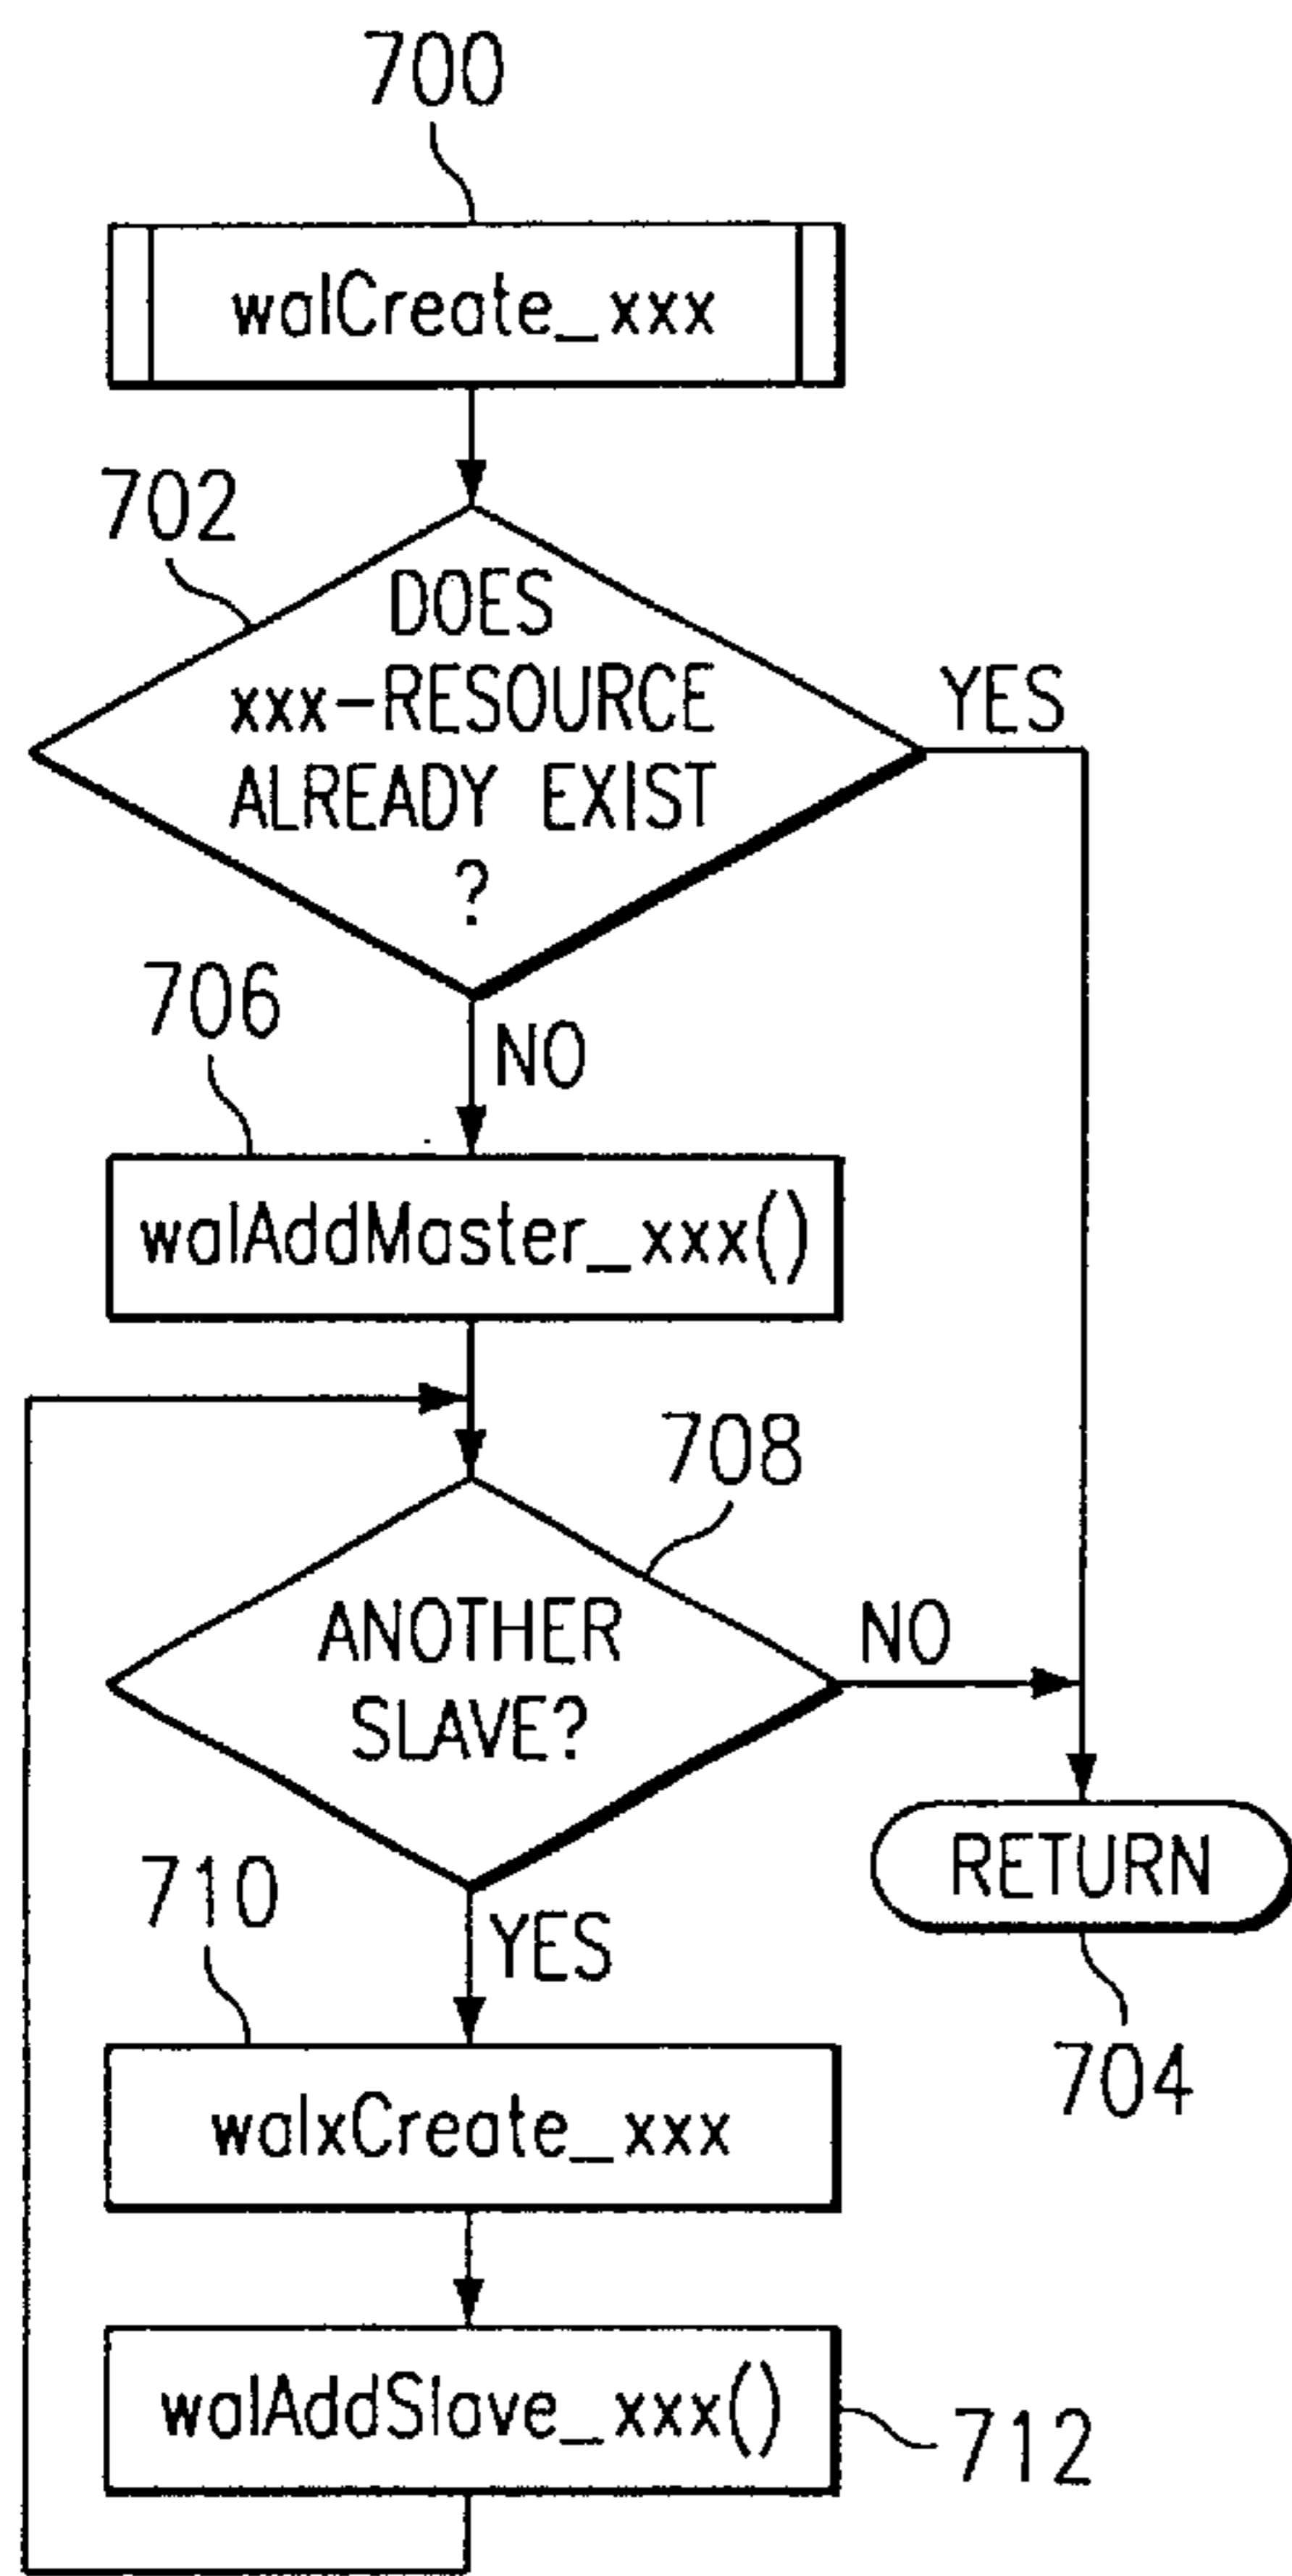 700
walCreate_xxx
702
DOES
xxx-RESOURCE
ALREADY EXIST
?
YES
706
NO
walAddMaster_xxx()
708
ANOTHER
SLAVE?
NO
RETURN
704
710
YES
walxCreate_xxx
walAddSlave_xxx()
712